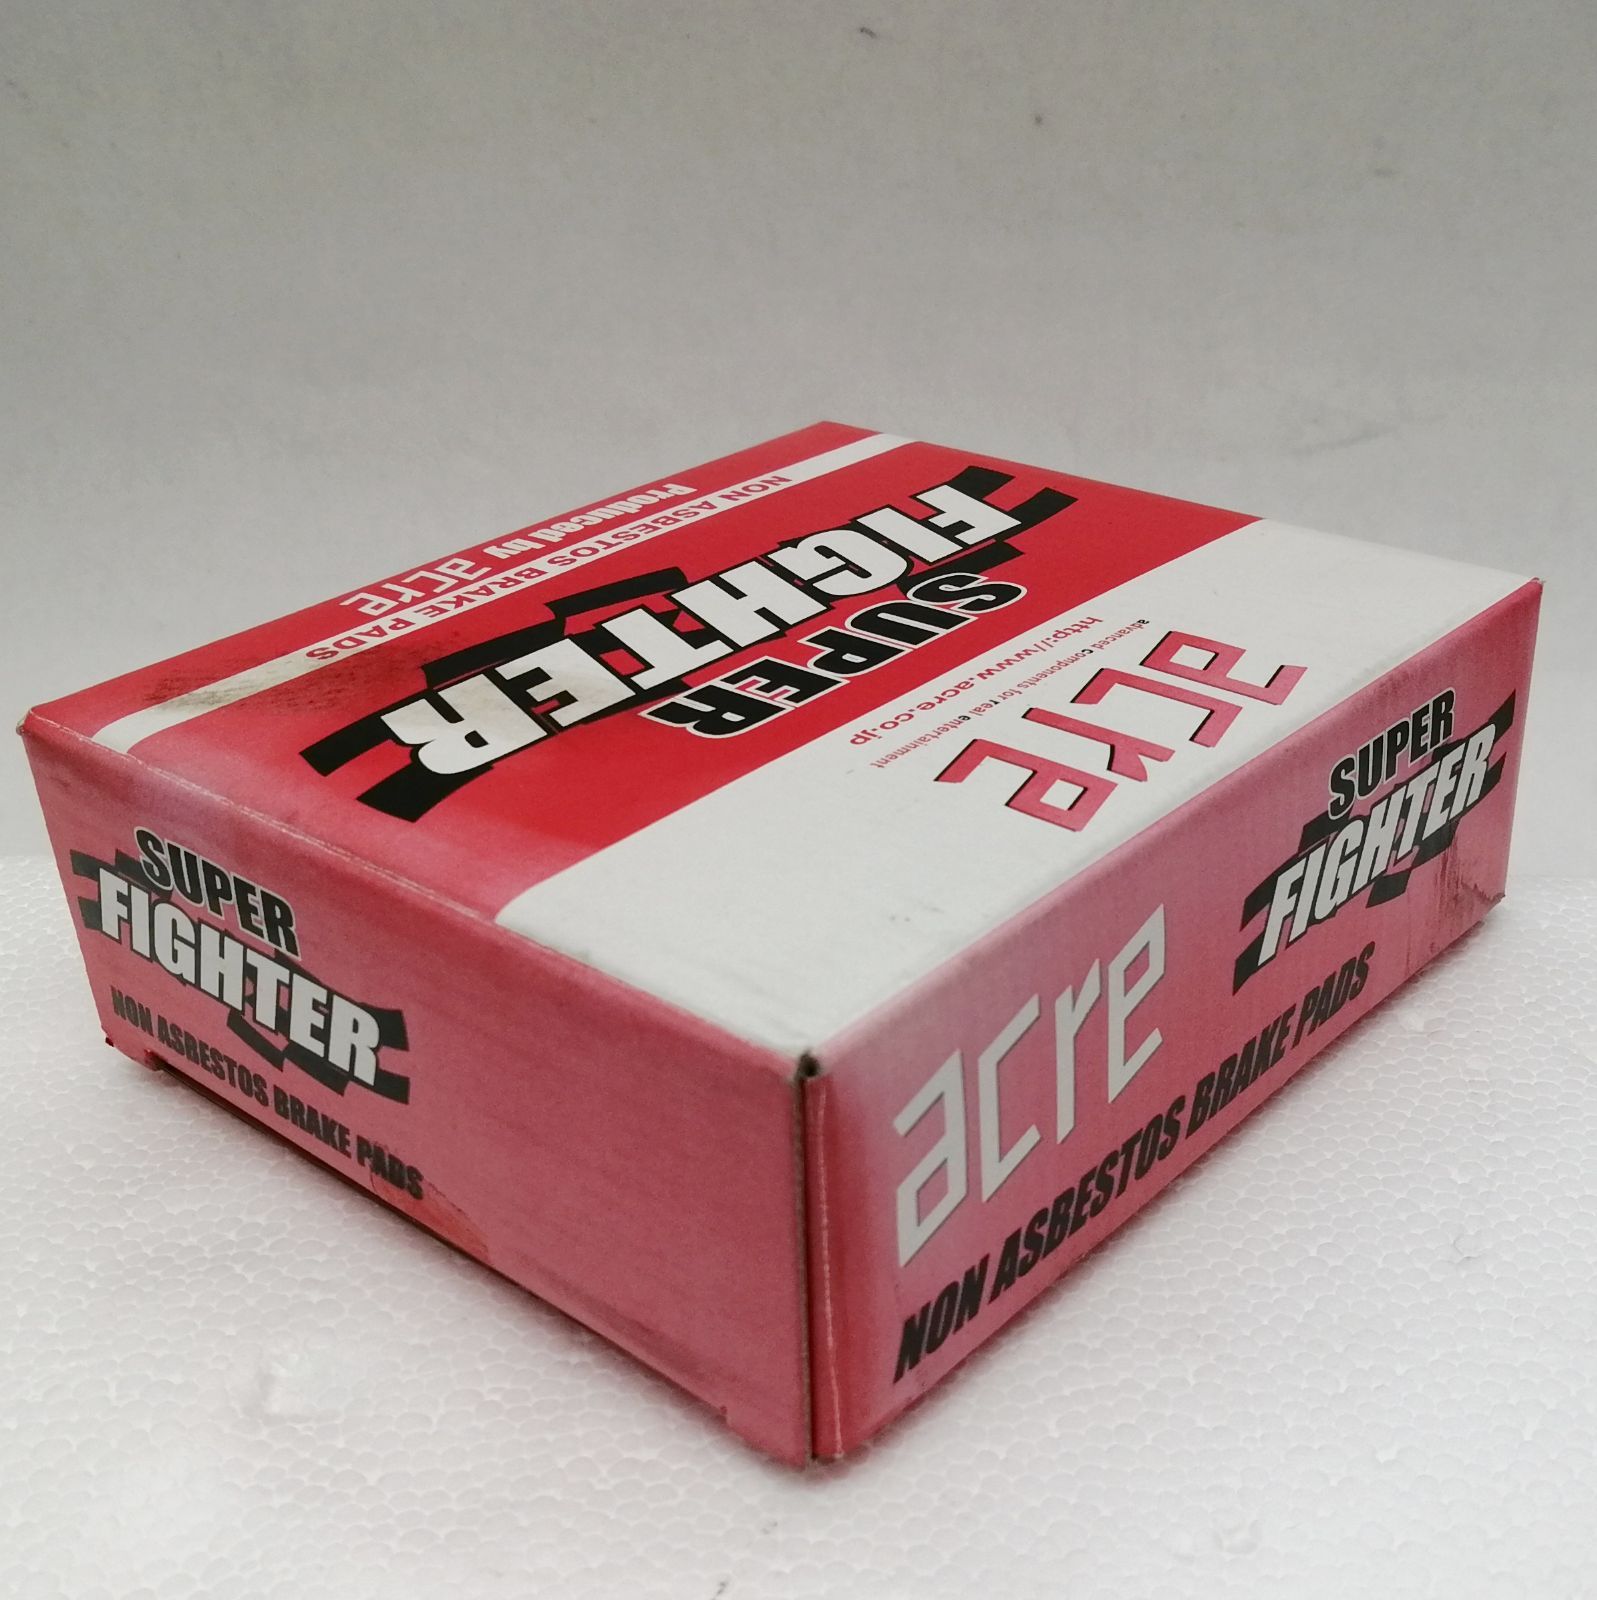 Produced by acre
NON ASBESTOS BRAKE PADS
SUPER
FIGHTER
http://www.acre.co.jp
advanced components for real entertainment
acre
SUPER
FIGHTER
NON ASBESTOS BRAKE PADS
acre
SUPER
FIGHTER
NON ASBESTOS BRAKE PADS